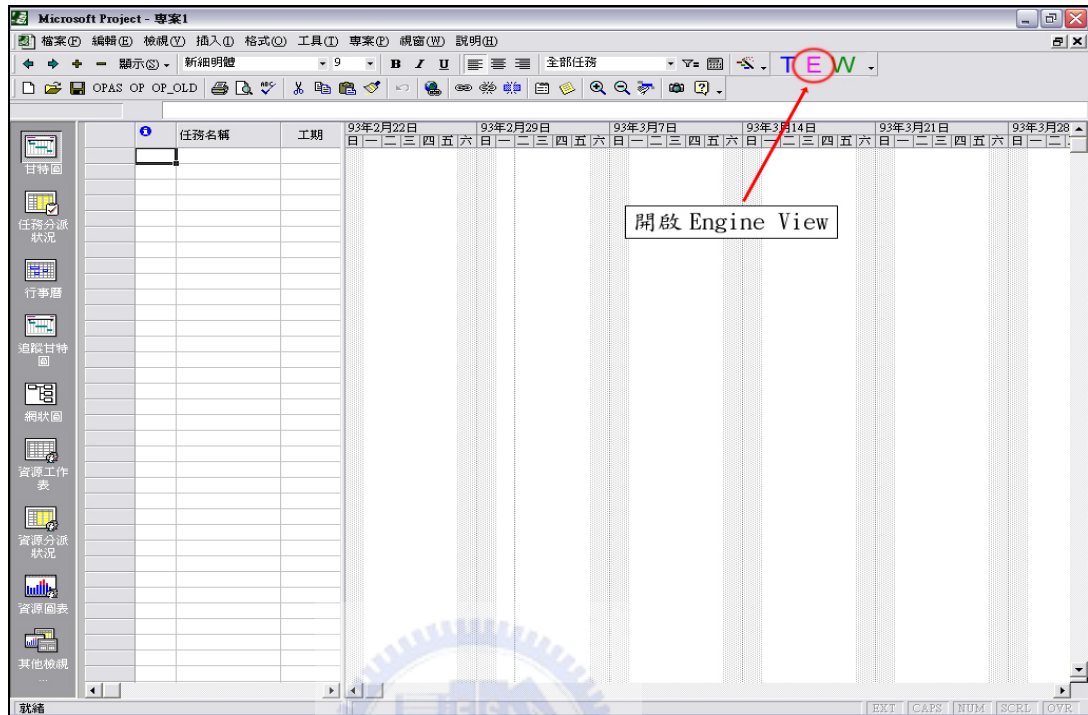 Microsoft Project - 專案1
檔案(F) 編輯(E) 檢視(V) 插入(I) 格式(O) 工具(T) 專案(P) 視窗(W) 說明(H)
顯示(S) 新細明體 9 B I U 全部任務 T E W
OPAS OP OP_OLD
任務名稱 工期 93年2月22日 93年2月29日 93年3月7日 93年3月14日 93年3月21日 93年3月28
日 一 二 三 四 五 六 日 一 二 三 四 五 六 日 一 二 三 四 五 六 日 一 二 三 四 五 六 日 一 二 三 四 五 六 日 一 二
甘特圖
開啟 Engine View
任務分派
狀況
行事曆
追蹤甘特
圖
網狀圖
資源工作
表
資源分派
狀況
資源圖表
其他檢視
...
就緒 EXT CAPS NUM SCRL OVR